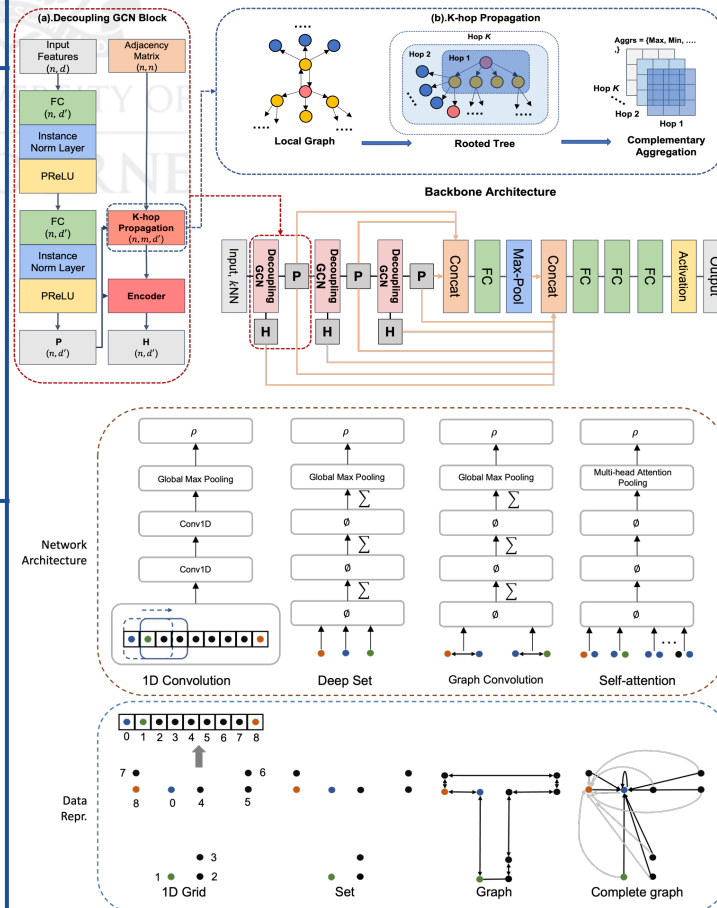 (a).Decoupling GCN Block
Input
Features
(n, d)
Adjacency
Matrix
(n, n)
FC
(n, d′)
Instance
Norm Layer
PReLU
FC
(n, d′)
Instance
Norm Layer
PReLU
P
(n, d′)
K-hop
Propagation
(n, m, d′)
Encoder
H
(n, d′)
(b).K-hop Propagation
....
....
....
Local Graph
Hop K
Hop 2
Hop 1
....
....
Rooted Tree
Aggrs = {Max, Min, ....
,}
Hop K
Hop 2
Hop 1
Complementary
Aggregation
Backbone Architecture
Input, kNN
Decoupling
GCN
P
H
Decoupling
GCN
P
H
Decoupling
GCN
P
H
Concat
FC
Max-Pool
Concat
FC
FC
FC
Activation
Output
Network
Architecture
ρ
Global Max Pooling
Conv1D
Conv1D
1D Convolution
ρ
Global Max Pooling
∑
∅
∑
∅
∑
∅
Deep Set
ρ
Global Max Pooling
∑
∅
∑
∅
∑
∅
Graph Convolution
ρ
Multi-head Attention
Pooling
∅
∅
∅
...
Self-attention
Data
Repr.
0 1 2 3 4 5 6 7 8
7 6
8 0 4 5
3
1 2
1D Grid
Set
Graph
Complete graph